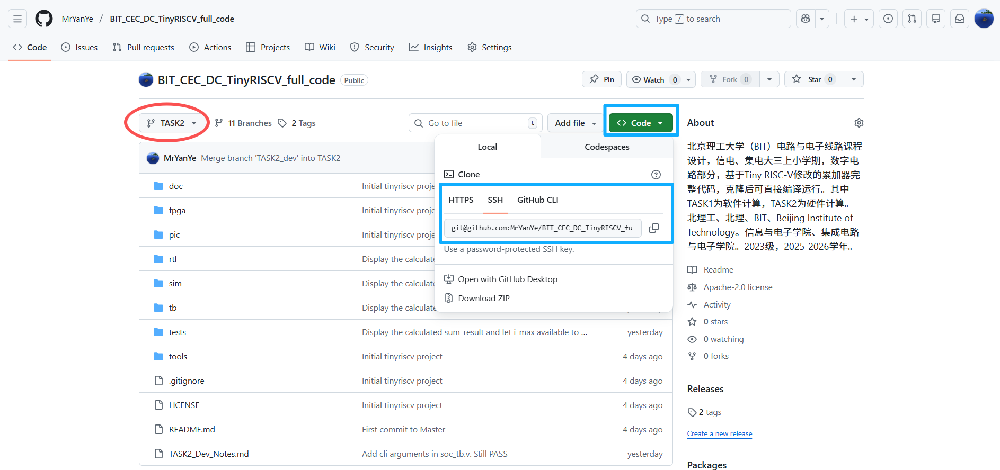 MrYanYe / BIT_CEC_DC_TinyRISCV_full_code
Type / to search
Code Issues Pull requests Actions Projects Wiki Security Insights Settings
BIT_CEC_DC_TinyRISCV_full_code Public
Pin Watch 0 Fork 0 Star 0
TASK2 11 Branches 2 Tags Go to file t Add file Code
MrYanYe Merge branch 'TASK2_dev' into TASK2
doc Initial tinyriscv proje
fpga Initial tinyriscv proje
pic Initial tinyriscv proje
rtl Display the calculate
sim Display the calculate
tb Display the calculate
tests Display the calculated sum_result and let i_max available to ... yesterday
tools Initial tinyriscv project 4 days ago
.gitignore Initial tinyriscv project 4 days ago
LICENSE Initial tinyriscv project 4 days ago
README.md First commit to Master 4 days ago
TASK2_Dev_Notes.md Add cli arguments in soc_tb.v. Still PASS yesterday
Local Codespaces
Clone
HTTPS SSH GitHub CLI
git@github.com:MrYanYe/BIT_CEC_DC_TinyRISCV_ful
Use a password-protected SSH key.
Open with GitHub Desktop
Download ZIP
About
北京理工大学（BIT）电路与电子线路课程
设计，信电、集电大三上小学期，数字电
路部分，基于Tiny RISC-V修改的累加器完
整代码，克隆后可直接编译运行。其中
TASK1为软件计算，TASK2为硬件计算。
北理工、北理、BIT、Beijing Institute of
Technology。信息与电子学院、集成电路
与电子学院。2023级，2025-2026学年。
Readme
Apache-2.0 license
Activity
0 stars
0 watching
0 forks
Releases
2 tags
Create a new release
Packages